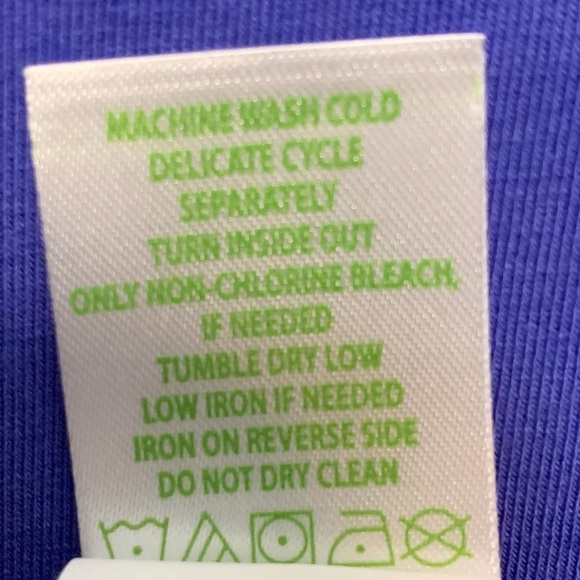 MACHINE WASH COLD
DELICATE CYCLE
SEPARATELY
TURN INSIDE OUT
ONLY NON-CHLORINE BLEACH,
IF NEEDED
TUMBLE DRY LOW
LOW IRON IF NEEDED
IRON ON REVERSE SIDE
DO NOT DRY CLEAN